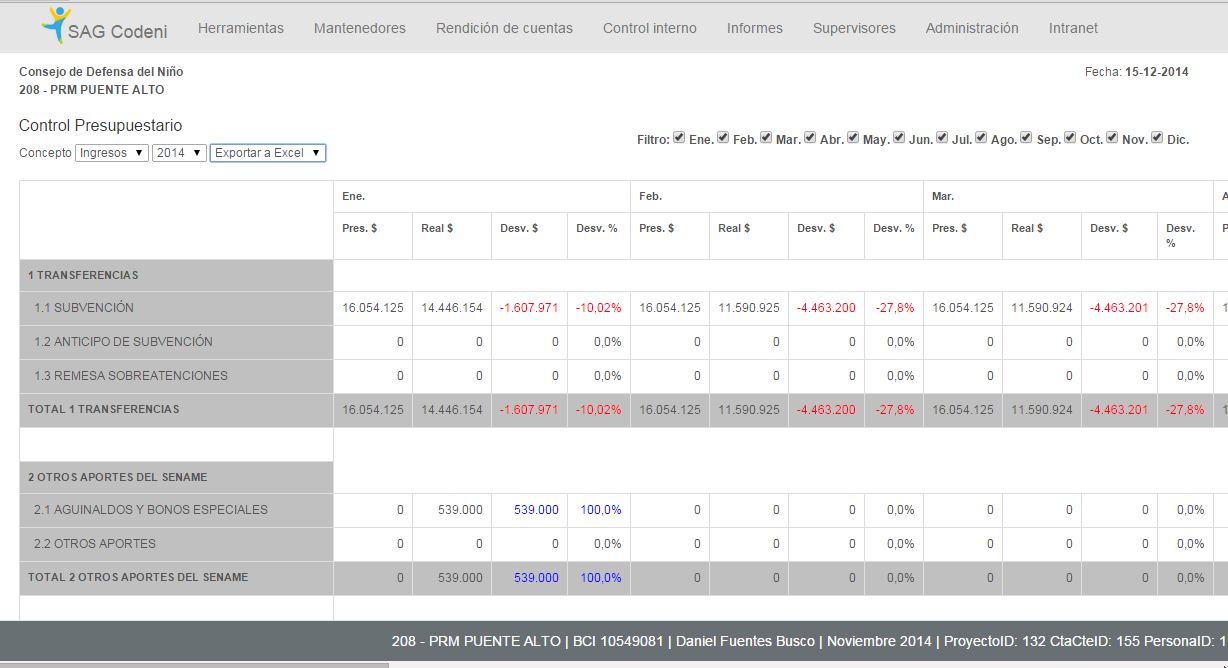 SAG Codeni Herramientas Mantenedores Rendición de cuentas Control interno Informes Supervisores Administración Intranet
Consejo de Defensa del Niño Fecha: 15-12-2014
208 - PRM PUENTE ALTO
Control Presupuestario
Filtro: Ene. Feb. Mar. Abr. May. Jun. Jul. Ago. Sep. Oct. Nov. Dic.
Concepto Ingresos 2014 Exportar a Excel
Ene. Feb. Mar. A
Pres. $ Real $ Desv. $ Desv. % Pres. $ Real $ Desv. $ Desv. % Pres. $ Real $ Desv. $ Desv. % P
1 TRANSFERENCIAS
1.1 SUBVENCIÓN 16.054.125 14.446.154 -1.607.971 -10,02% 16.054.125 11.590.925 -4.463.200 -27,8% 16.054.125 11.590.924 -4.463.201 -27,8% 1
1.2 ANTICIPO DE SUBVENCIÓN 0 0 0 0,0% 0 0 0 0,0% 0 0 0 0,0%
1.3 REMESA SOBREATENCIONES 0 0 0 0,0% 0 0 0 0,0% 0 0 0 0,0%
TOTAL 1 TRANSFERENCIAS 16.054.125 14.446.154 -1.607.971 -10,02% 16.054.125 11.590.925 -4.463.200 -27,8% 16.054.125 11.590.924 -4.463.201 -27,8% 1
2 OTROS APORTES DEL SENAME
2.1 AGUINALDOS Y BONOS ESPECIALES 0 539.000 539.000 100,0% 0 0 0 0,0% 0 0 0 0,0%
2.2 OTROS APORTES 0 0 0 0,0% 0 0 0 0,0% 0 0 0 0,0%
TOTAL 2 OTROS APORTES DEL SENAME 0 539.000 539.000 100,0% 0 0 0 0,0% 0 0 0 0,0%
208 - PRM PUENTE ALTO | BCI 10549081 | Daniel Fuentes Busco | Noviembre 2014 | ProyectoID: 132 CtaCteID: 155 PersonaID: 1